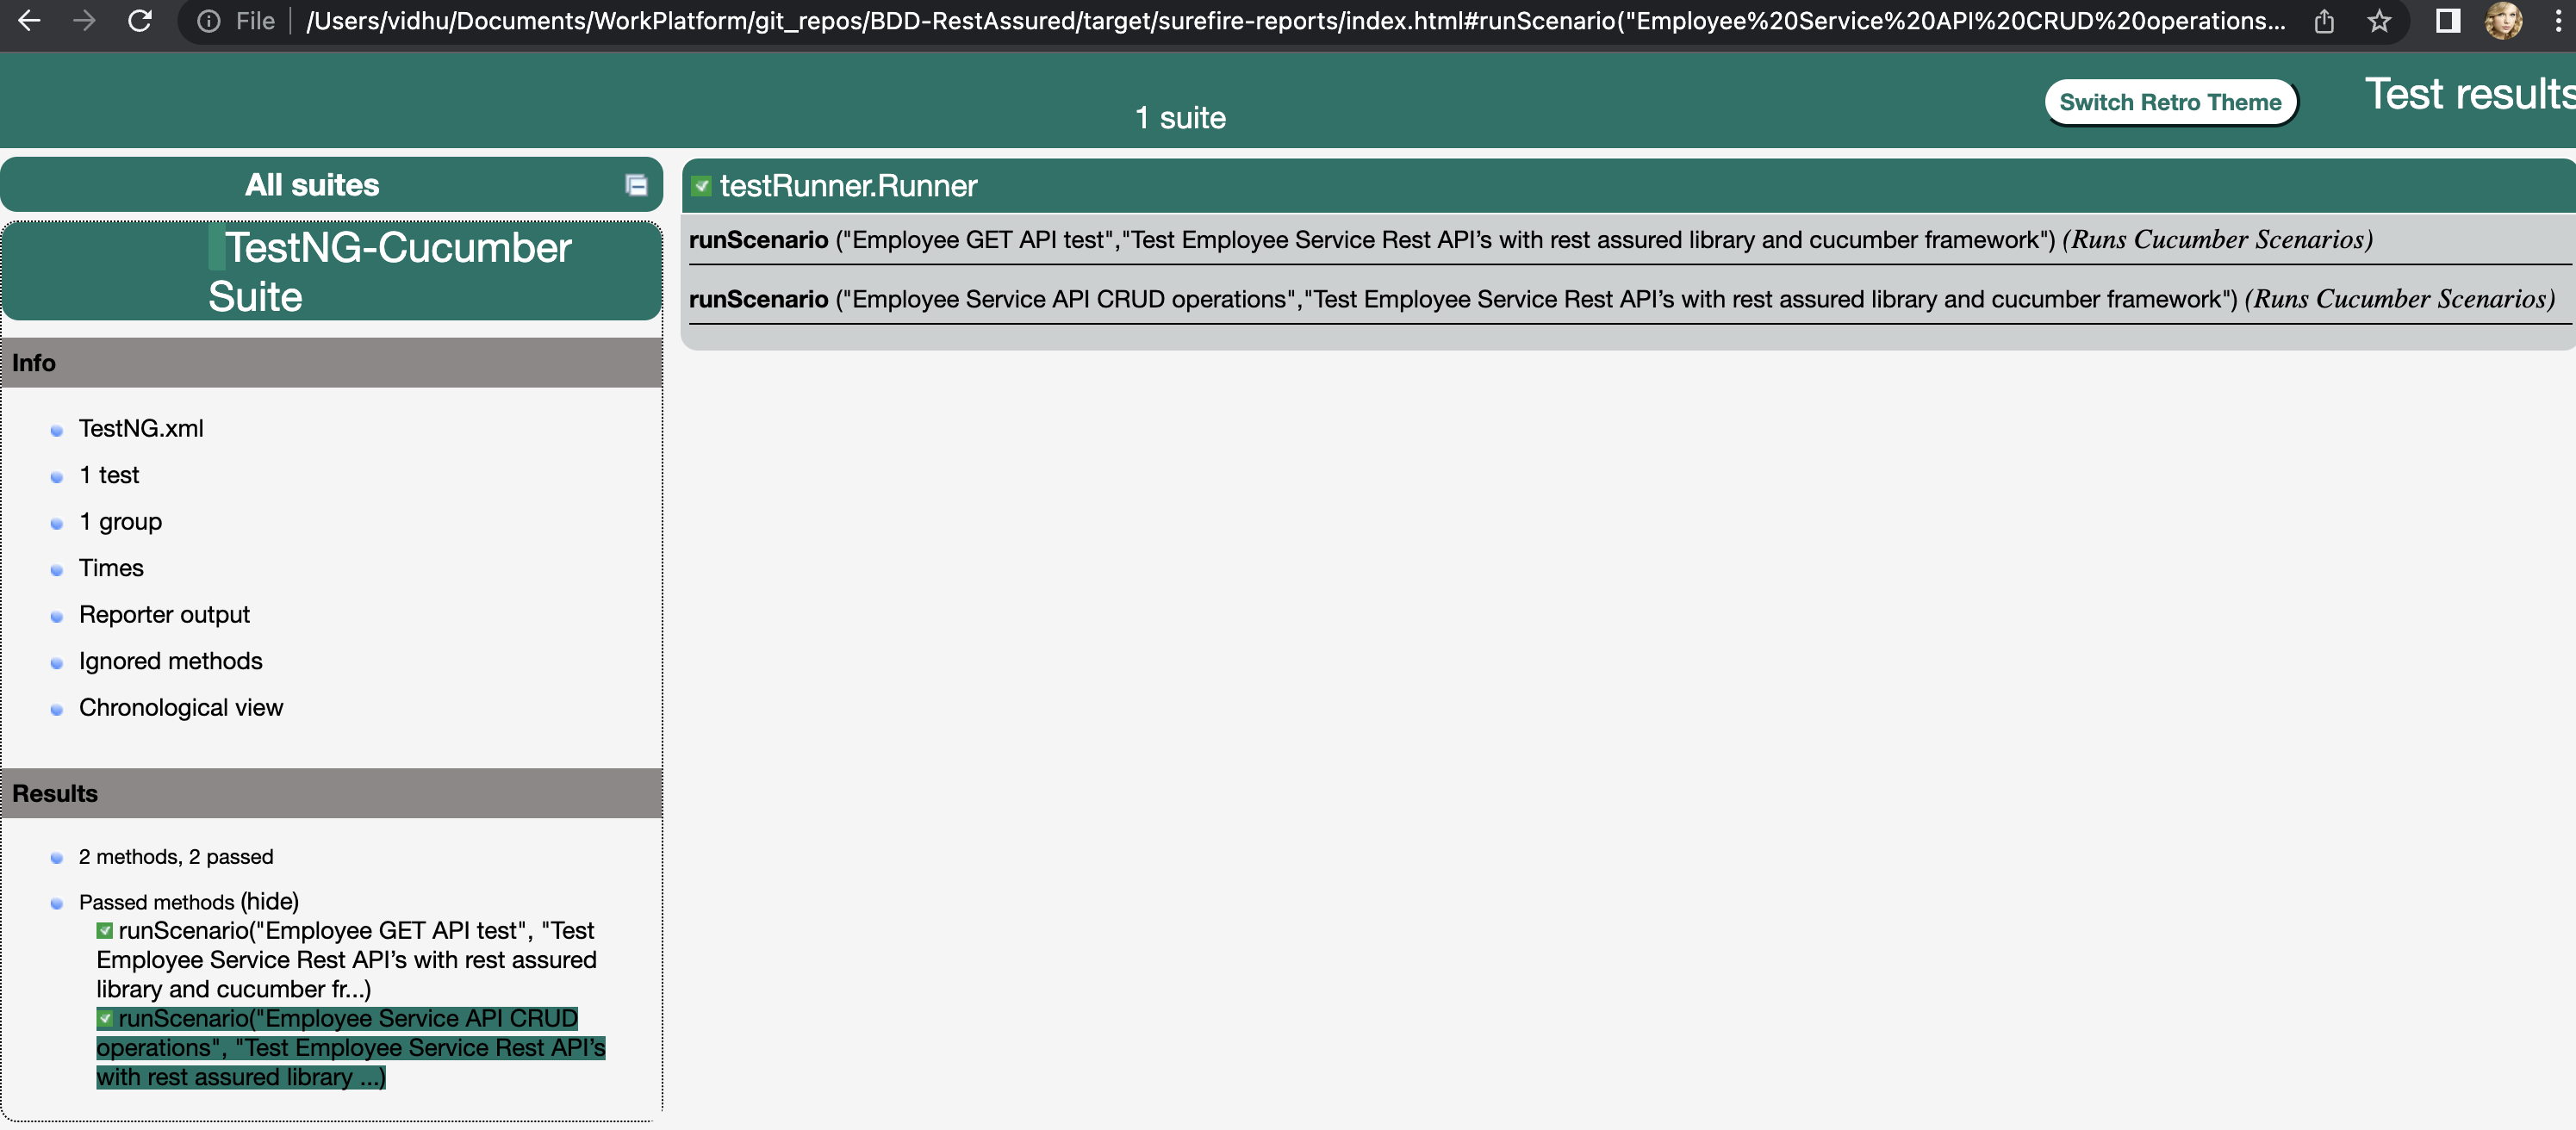 File /Users/vidhu/Documents/WorkPlatform/git_repos/BDD-RestAssured/target/surefire-reports/index.html#runScenario("Employee%20Service%20API%20CRUD%20operations...
1 suite
Switch Retro Theme
Test results
All suites
TestNG-Cucumber
Suite
Info
TestNG.xml
1 test
1 group
Times
Reporter output
Ignored methods
Chronological view
Results
2 methods, 2 passed
Passed methods (hide)
runScenario("Employee GET API test", "Test
Employee Service Rest API’s with rest assured
library and cucumber fr...)
runScenario("Employee Service API CRUD
operations", "Test Employee Service Rest API’s
with rest assured library ...)
testRunner.Runner
runScenario ("Employee GET API test","Test Employee Service Rest API’s with rest assured library and cucumber framework") (Runs Cucumber Scenarios)
runScenario ("Employee Service API CRUD operations","Test Employee Service Rest API’s with rest assured library and cucumber framework") (Runs Cucumber Scenarios)